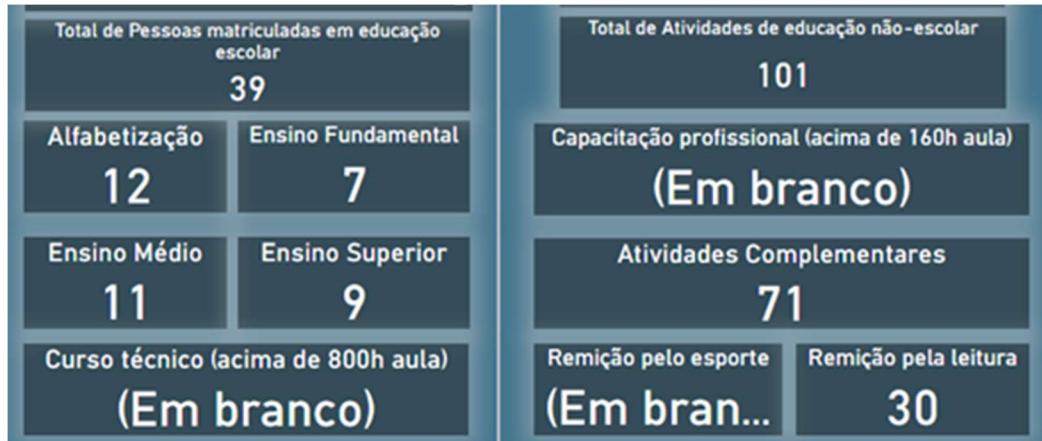 Total de Pessoas matriculadas em educação
escolar
39
Alfabetização
12
Ensino Fundamental
7
Ensino Médio
11
Ensino Superior
9
Curso técnico (acima de 800h aula)
(Em branco)
Total de Atividades de educação não-escolar
101
Capacitação profissional (acima de 160h aula)
(Em branco)
Atividades Complementares
71
Remição pelo esporte
(Em bran...
Remição pela leitura
30